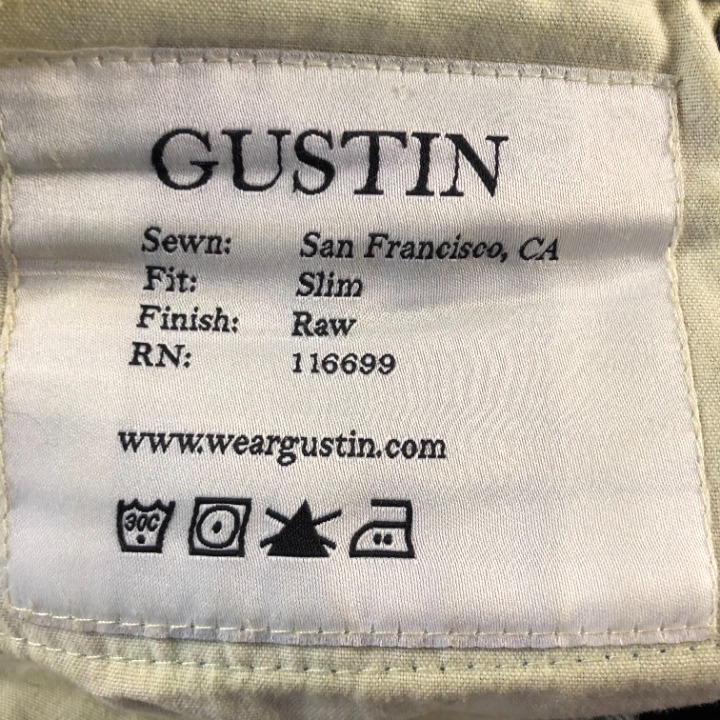 GUSTIN
Sewn: San Francisco, CA
Fit: Slim
Finish: Raw
RN: 116699
www.weargustin.com
30C